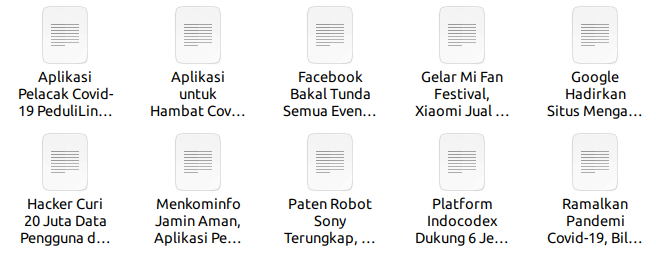 Aplikasi
Pelacak Covid-
19 PeduliLin...
Aplikasi
untuk
Hambat Cov...
Facebook
Bakal Tunda
Semua Even...
Gelar Mi Fan
Festival,
Xiaomi Jual ...
Google
Hadirkan
Situs Menga...
Hacker Curi
20 Juta Data
Pengguna d...
Menkominfo
Jamin Aman,
Aplikasi Pe...
Paten Robot
Sony
Terungkap, ...
Platform
Indocodex
Dukung 6 Je...
Ramalkan
Pandemi
Covid-19, Bil...